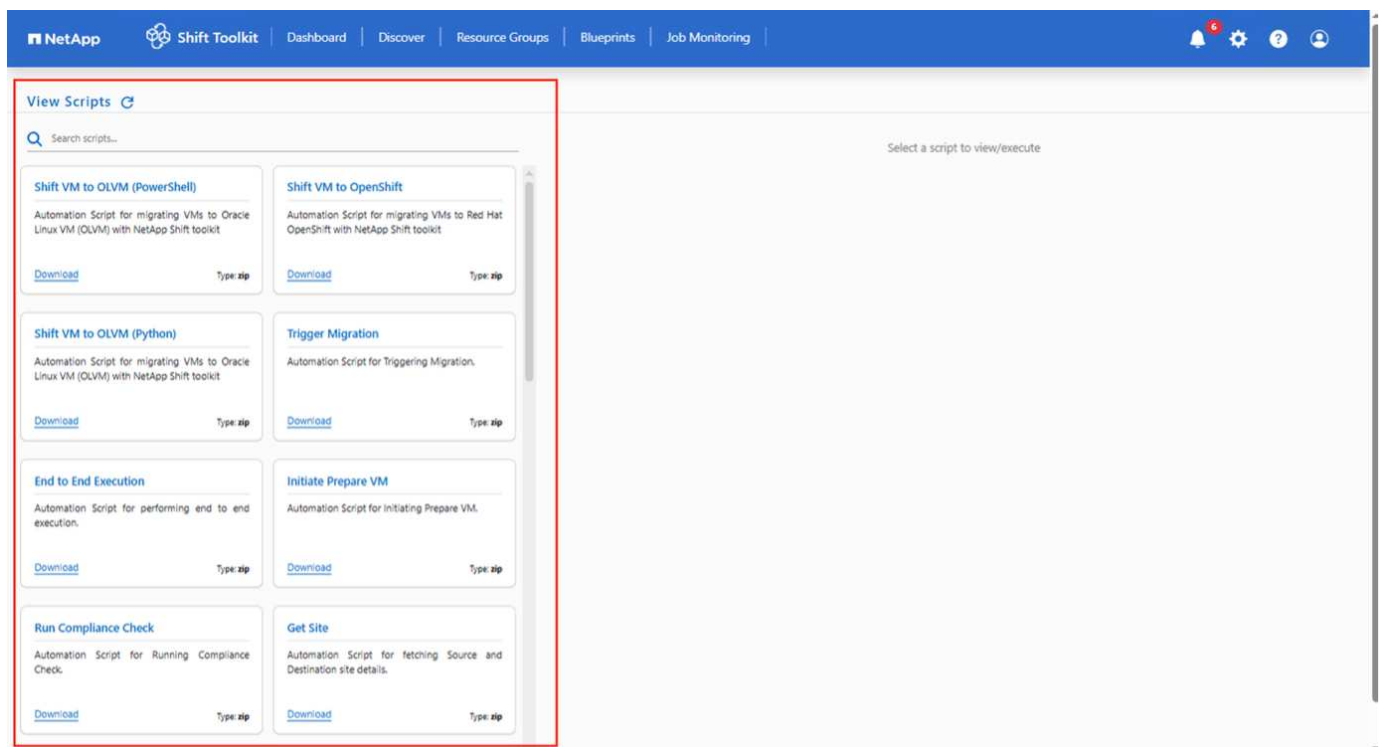 NetApp
Shift Toolkit
Dashboard
Discover
Resource Groups
Blueprints
Job Monitoring
6
?
View Scripts
Search scripts...
Select a script to view/execute
Shift VM to OLVM (PowerShell)
Automation Script for migrating VMs to Oracle
Linux VM (OLVM) with NetApp Shift toolkit
Download
Type: zip
Shift VM to OpenShift
Automation Script for migrating VMs to Red Hat
OpenShift with NetApp Shift toolkit
Download
Type: zip
Shift VM to OLVM (Python)
Automation Script for migrating VMs to Oracle
Linux VM (OLVM) with NetApp Shift toolkit
Download
Type: zip
Trigger Migration
Automation Script for Triggering Migration.
Download
Type: zip
End to End Execution
Automation Script for performing end to end
execution.
Download
Type: zip
Initiate Prepare VM
Automation Script for Initiating Prepare VM.
Download
Type: zip
Run Compliance Check
Automation Script for Running Compliance
Check.
Download
Type: zip
Get Site
Automation Script for fetching Source and
Destination site details.
Download
Type: zip